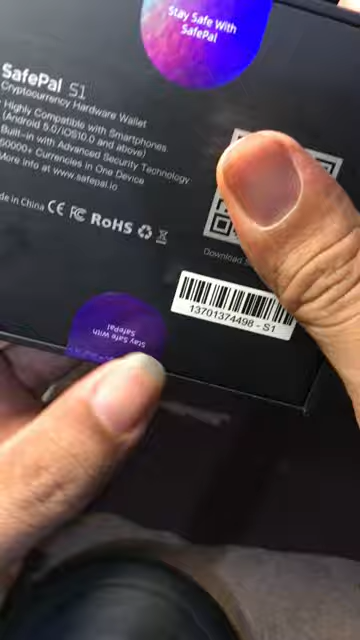 Stay Safe With
SafePal
SafePal S1
Cryptocurrency Hardware Wallet
Highly Compatible with Smartphones
(Android 5.0/iOS10.0 and above)
Built-in with Advanced Security Technology
Currencies in One Device
More info at www.safepal.io
in China CE FC RoHS
Download
13701374498 - S1
Stay Safe With
SafePal